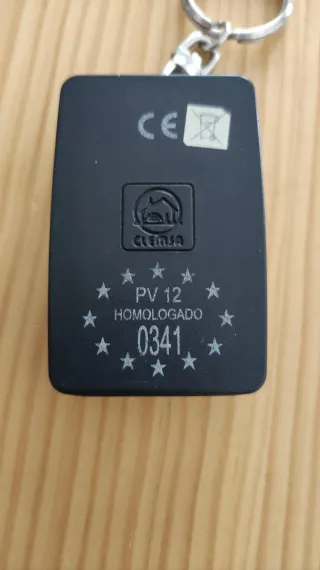 CE
CLEMSA
PV 12
HOMOLOGADO
0341